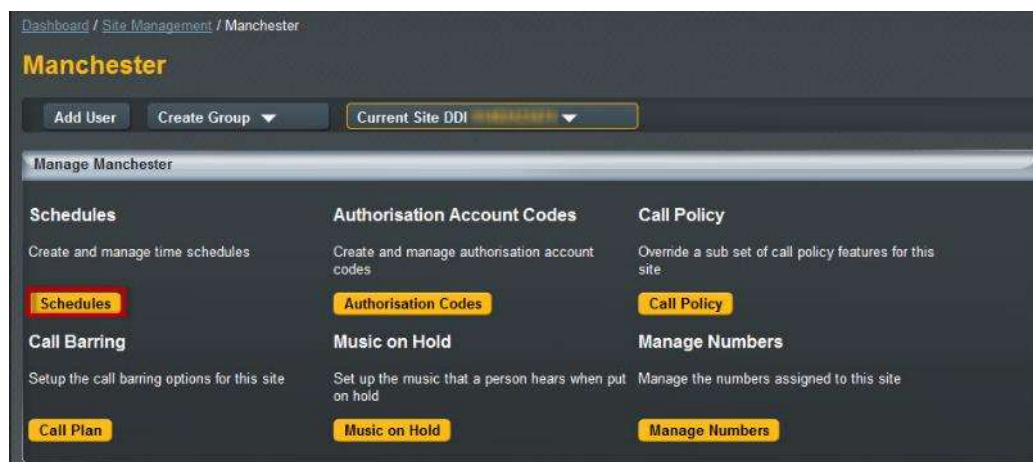 Dashboard / Site Management / Manchester
Manchester
Add User Create Group Current Site DDI
Manage Manchester
Schedules Authorisation Account Codes Call Policy
Create and manage time schedules
Create and manage authorisation account
codes
Override a sub set of call policy features for this
site
Schedules Authorisation Codes Call Policy
Call Barring Music on Hold Manage Numbers
Setup the call barring options for this site
Set up the music that a person hears when put
on hold
Manage the numbers assigned to this site
Call Plan Music on Hold Manage Numbers